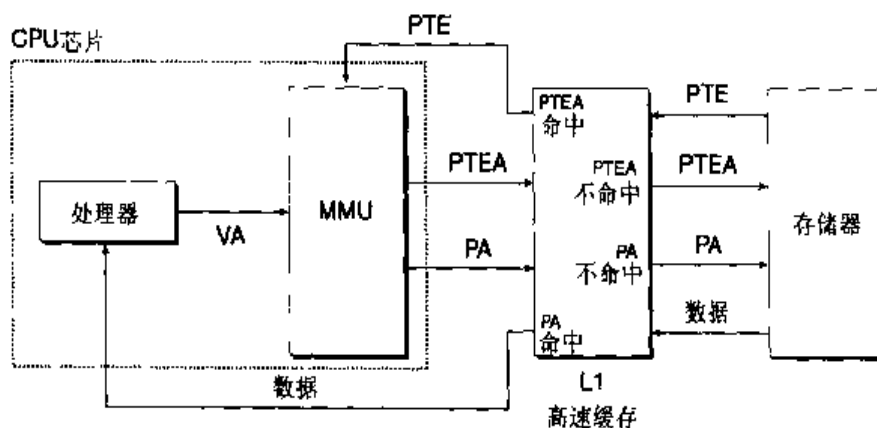 CPU芯片
PTE
PTEA
命中
PTE
PTEA
PTEA
不命中
PTEA
处理器
VA
MMU
存储器
PA
PA
不命中
PA
PA
命中
数据
数据
L1
高速缓存